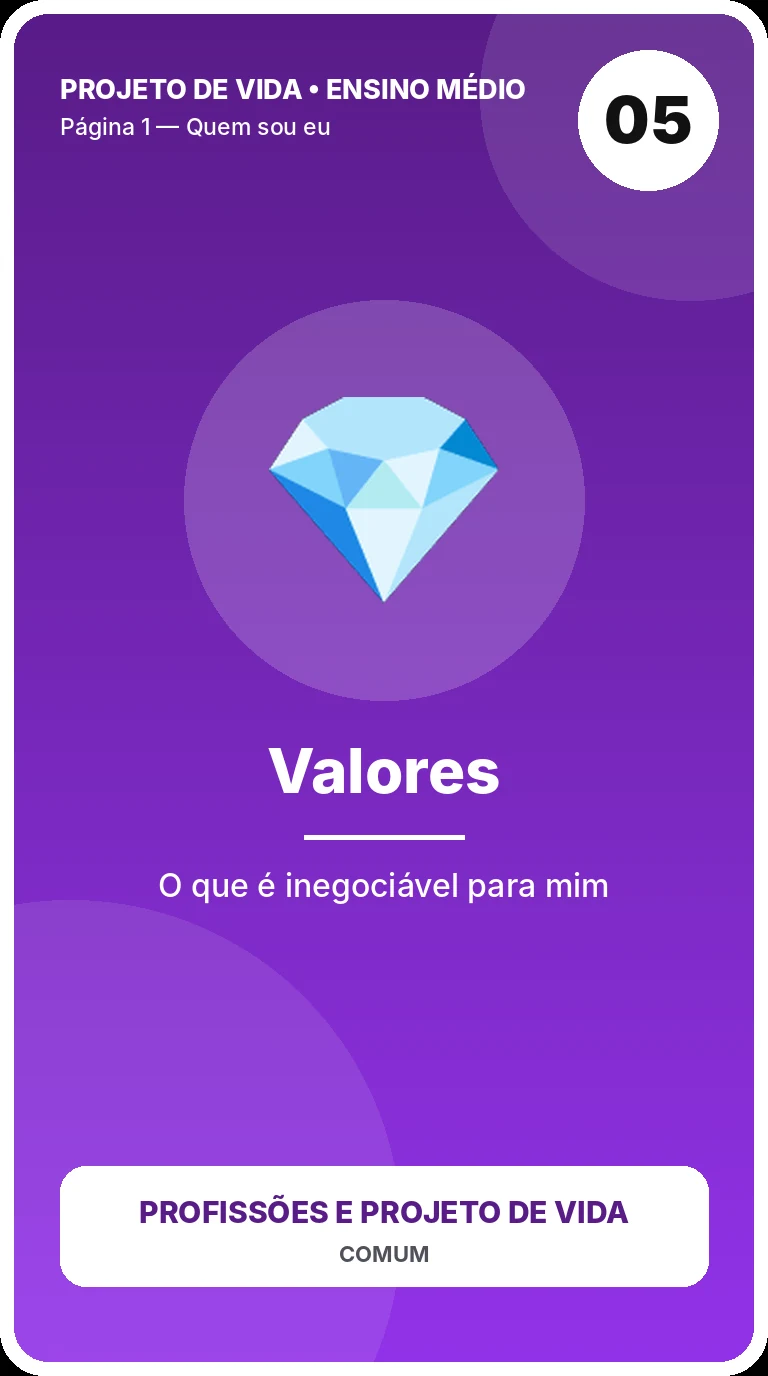 PROJETO DE VIDA • ENSINO MÉDIO
Página 1 — Quem sou eu
05
Valores
O que é inegociável para mim
PROFISSÕES E PROJETO DE VIDA
COMUM